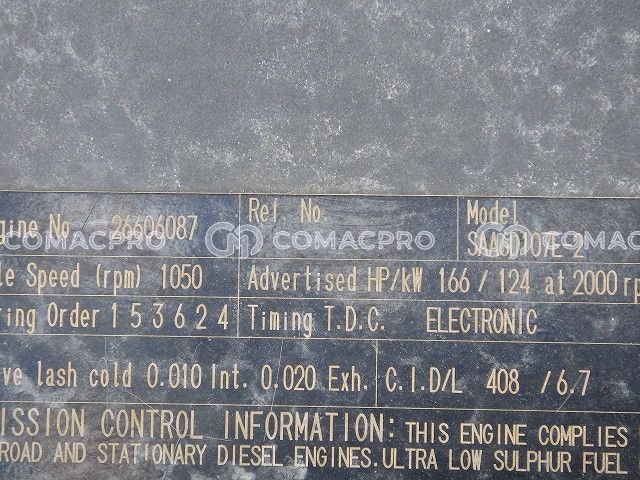 gine No. 26606087 Ref. No. Model
SAA6D107E-2
COMACPRO COMACPRO
le Speed (rpm) 1050 Advertised HP/kW 166 / 124 at 2000 rp
ring Order 1 5 3 6 2 4 Timing T.D.C. ELECTRONIC
ve lash cold 0.010 Int. 0.020 Exh. C.I.D/L 408 / 6.7
ISSION CONTROL INFORMATION: THIS ENGINE COMPLIES
ROAD AND STATIONARY DIESEL ENGINES. ULTRA LOW SULPHUR FUEL